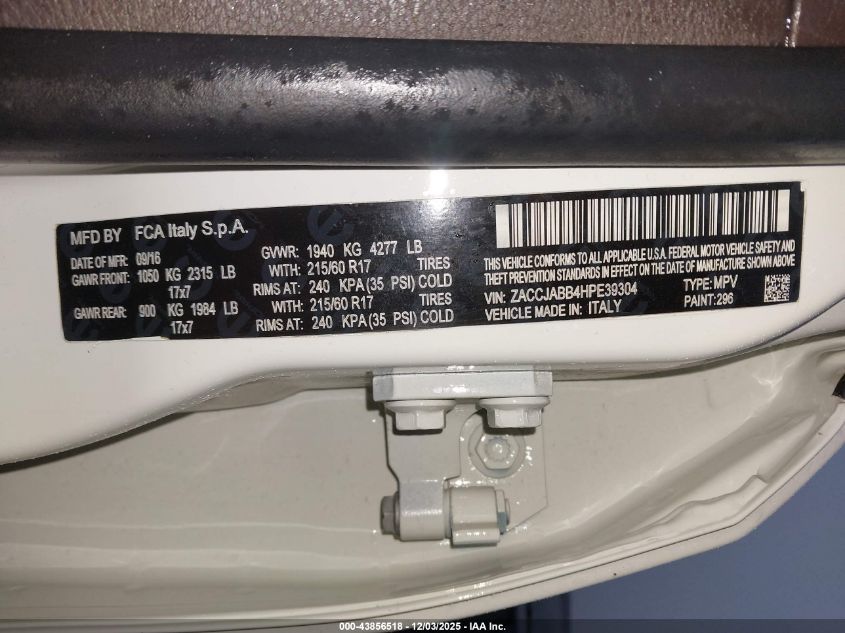 MFD BY FCA Italy S.p.A.
DATE OF MFR: 09/16
GAWR FRONT: 1050 KG 2315 LB
17x7
GAWR REAR: 900 KG 1984 LB
17x7
GVWR: 1940 KG 4277 LB
WITH: 215/60 R17 TIRES
RIMS AT: 240 KPA(35 PSI) COLD
WITH: 215/60 R17 TIRES
RIMS AT: 240 KPA(35 PSI) COLD
THIS VEHICLE CONFORMS TO ALL APPLICABLE U.S.A. FEDERAL MOTOR VEHICLE SAFETY AND
THEFT PREVENTION STANDARDS IN EFFECT ON THE DATE OF MANUFACTURE SHOWN ABOVE.
VIN: ZACCJABB4HPE39304 TYPE: MPV
VEHICLE MADE IN: ITALY PAINT: 296
000-43856518 - 12/03/2025 - IAA Inc.